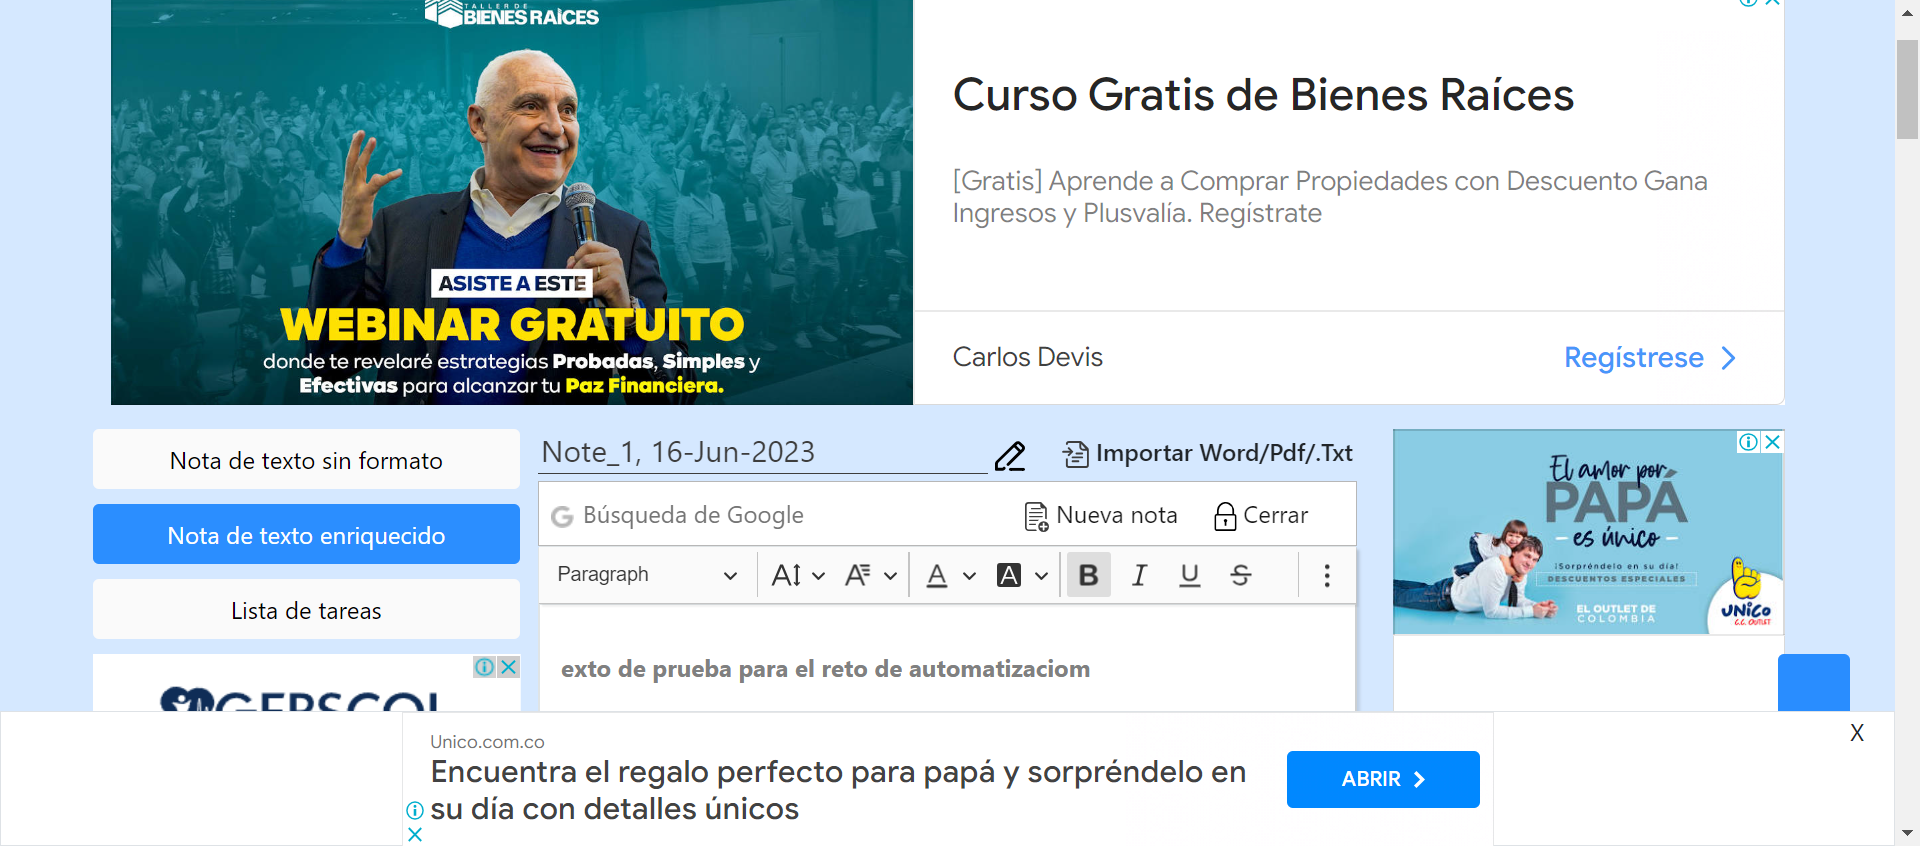 TALLER DE
BIENES RAÍCES
ASISTE A ESTE
WEBINAR GRATUITO
donde te revelaré estrategias Probadas, Simples y
Efectivas para alcanzar tu Paz Financiera.
Curso Gratis de Bienes Raíces
[Gratis] Aprende a Comprar Propiedades con Descuento Gana
Ingresos y Plusvalía. Regístrate
Carlos Devis
Regístrese
Nota de texto sin formato
Nota de texto enriquecido
Lista de tareas
Note_1, 16-Jun-2023
Importar Word/Pdf/.Txt
G Búsqueda de Google
Nueva nota
Cerrar
Paragraph
A A A A B I U S
exto de prueba para el reto de automatizaciom
El amor por
PAPÁ
- es único -
¡Sorpréndelo en su día!
DESCUENTOS ESPECIALES
EL OUTLET DE
COLOMBIA
UNiCO
C.C. OUTLET
Unico.com.co
Encuentra el regalo perfecto para papá y sorpréndelo en
su día con detalles únicos
ABRIR
X